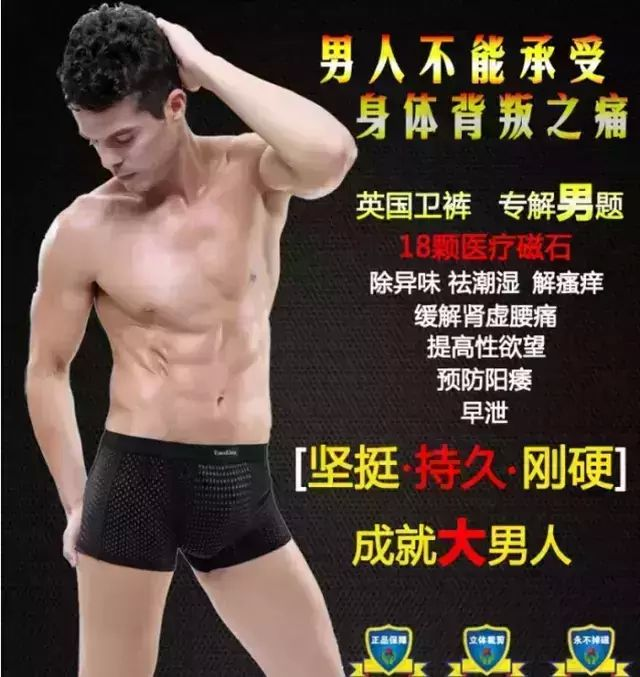 男人不能承受
身体背叛之痛
英国卫裤 专解男题
18颗医疗磁石
除异味 祛潮湿 解瘙痒
缓解肾虚腰痛
提高性欲望
预防阳痿
早泄
[坚挺·持久·刚硬]
成就大男人
正品保障
立体裁剪
永不掉磁